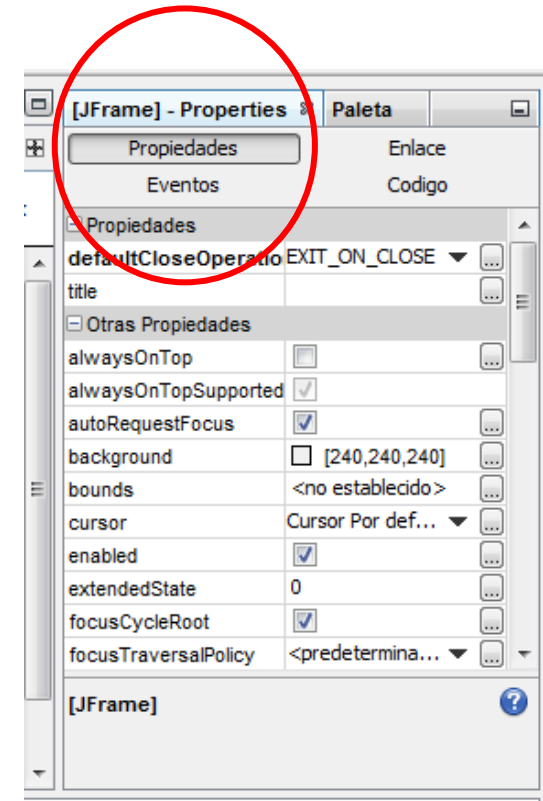 [JFrame] - Properties Paleta
Propiedades Enlace
Eventos Codigo
Propiedades
defaultCloseOperatio EXIT_ON_CLOSE ...
title ...
Otras Propiedades
alwaysOnTop ...
alwaysOnTopSupported
autoRequestFocus ...
background [240,240,240] ...
bounds <no establecido> ...
cursor Cursor Por def... ...
enabled ...
extendedState 0 ...
focusCycleRoot ...
focusTraversalPolicy <predetermina... ...
[JFrame] ?